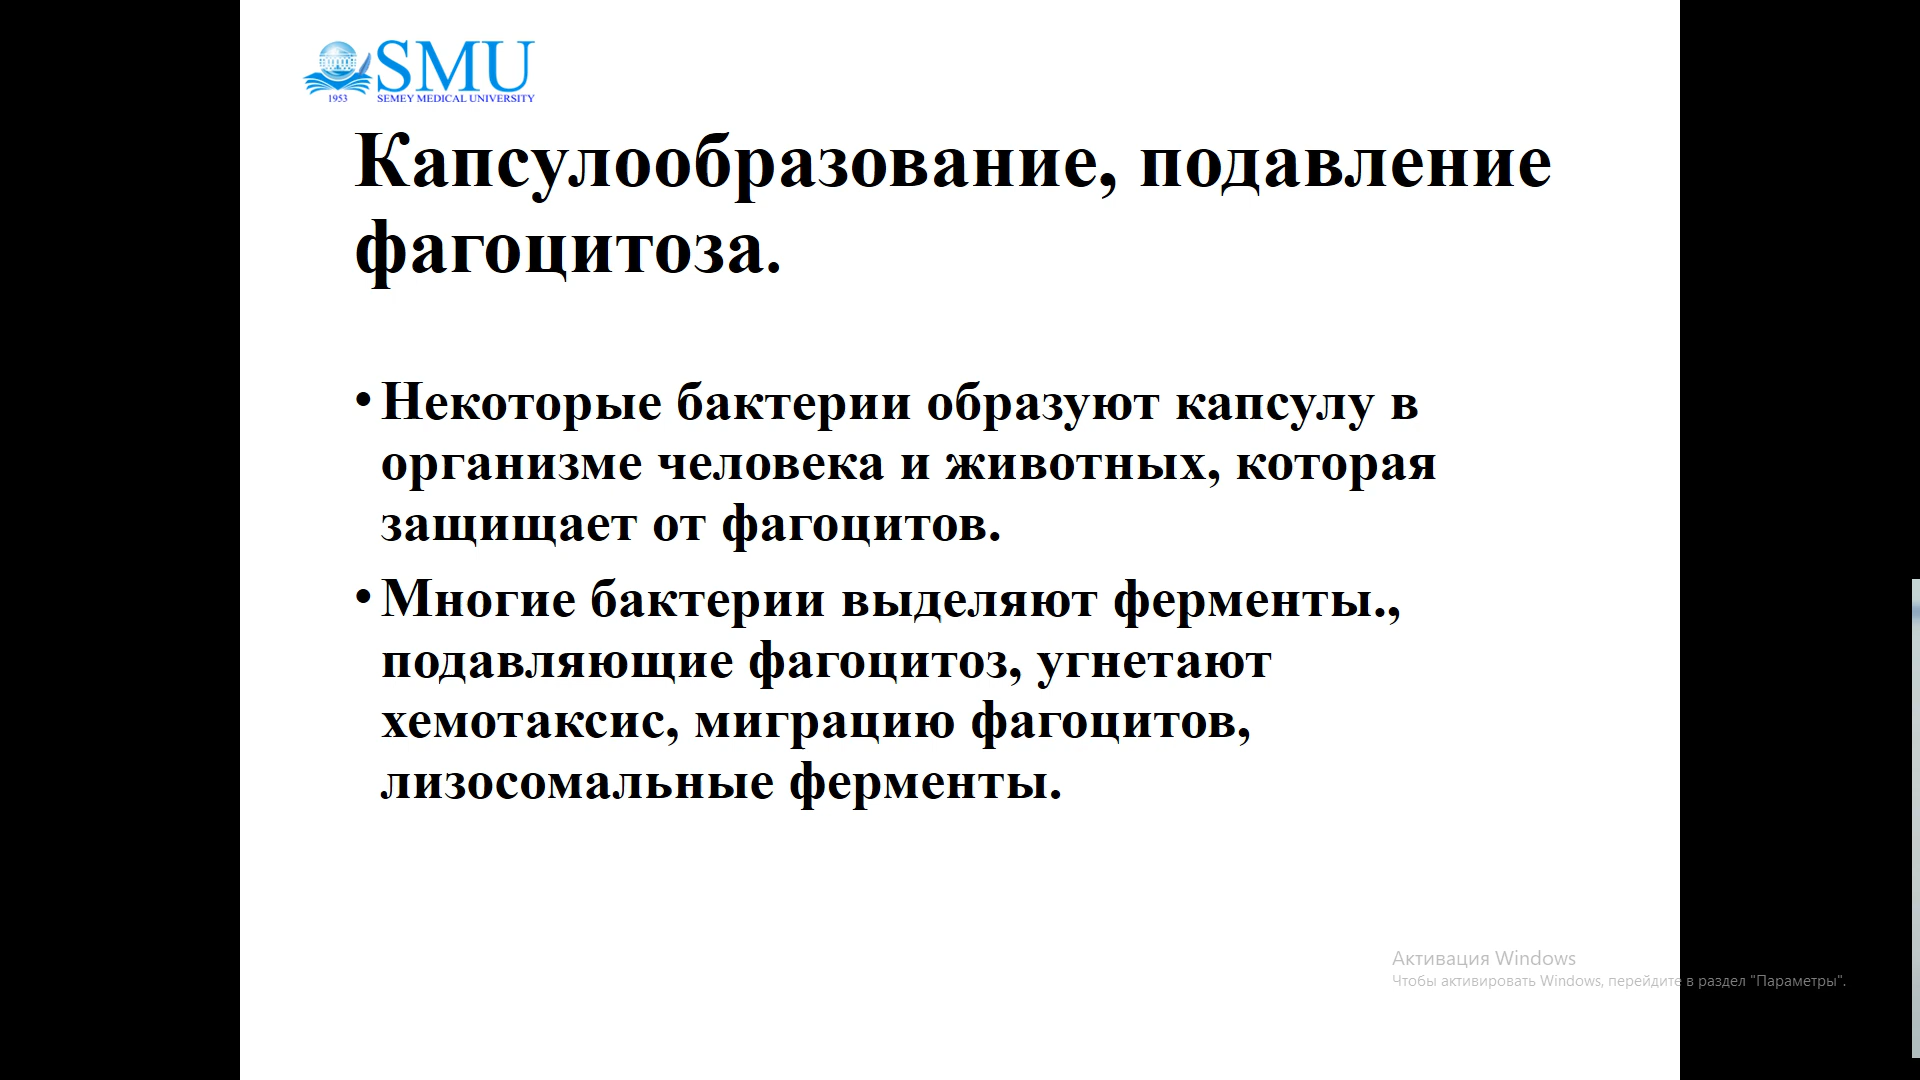 SMU
1953 SEMEY MEDICAL UNIVERSITY
Капсулообразование, подавление
фагоцитоза.
• Некоторые бактерии образуют капсулу в
организме человека и животных, которая
защищает от фагоцитов.
• Многие бактерии выделяют ферменты.,
подавляющие фагоцитоз, угнетают
хемотаксис, миграцию фагоцитов,
лизосомальные ферменты.
Активация Windows
Чтобы активировать Windows, перейдите в раздел "Параметры".